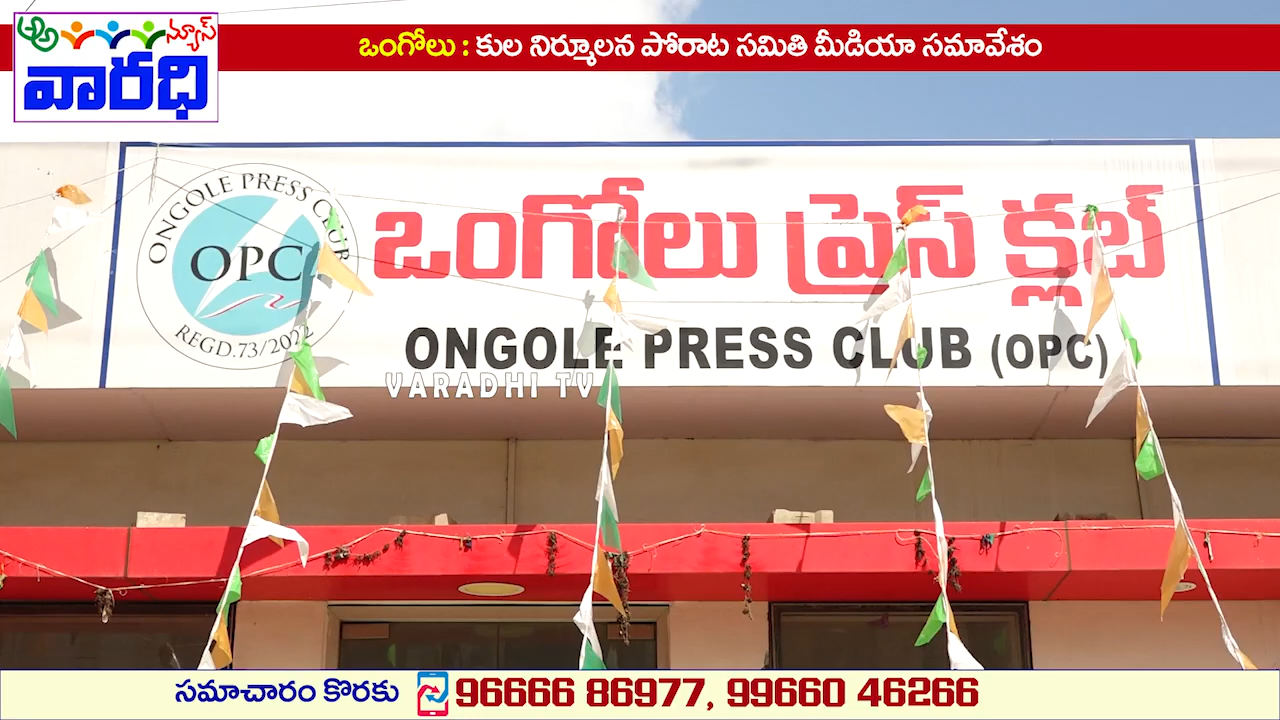 న్యూస్
వారధి
ఒంగోలు : కుల నిర్మూలన పోరాట సమితి మీడియా సమావేశం
ONGOLE PRESS CLUB
OPC
REGD.73/2022
ఒంగోలు ప్రెస్ క్లబ్
ONGOLE PRESS CLUB (OPC)
VARADHI TV
సమాచారం కొరకు 96666 86977, 99660 46266